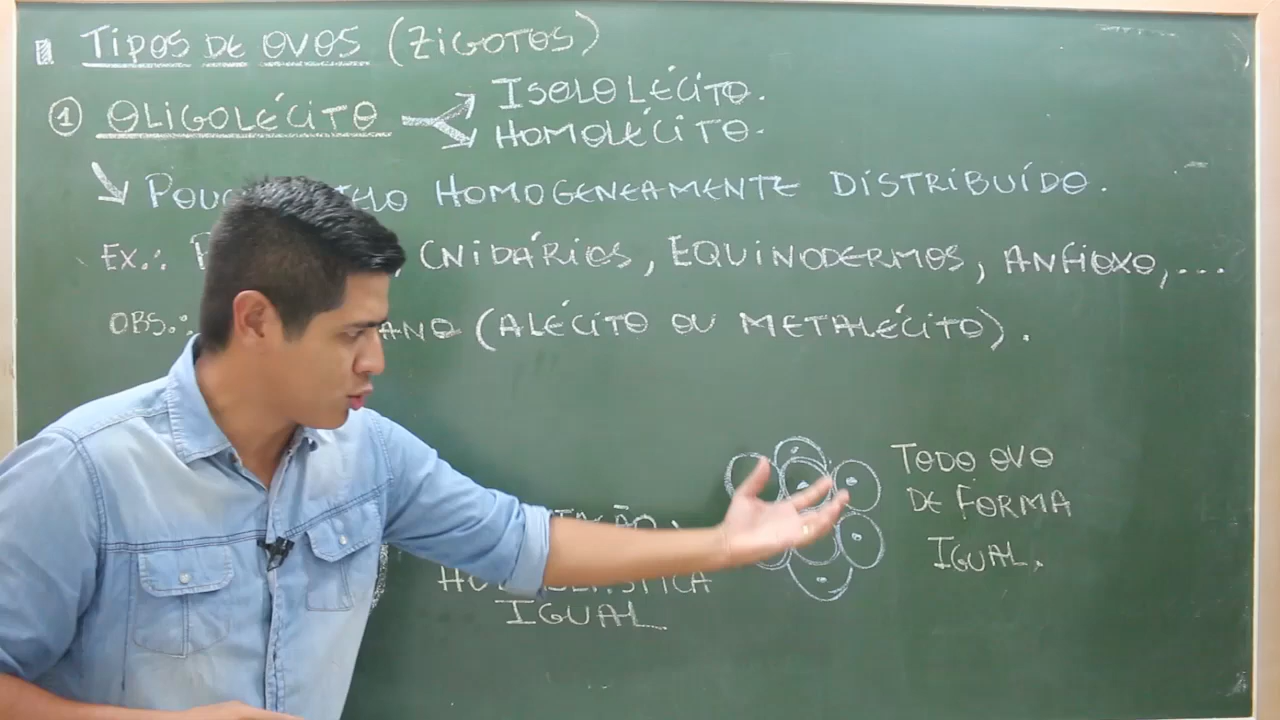 TIPOS DE OVOS (ZIGOTOS)
① OLIGOLÉCITO
ISOLOLÉCITO.
HOMOLÉCITO.
HOMOGENEAMENTE DISTRIBUÍDO.
EX.: CNIDÁRIOS, EQUINODERMOS, ANFIOXO,...
OBS.: (ALÉCITO OU METALÉCITO).
TODO OVO
DE FORMA
IGUAL.
IGUAL